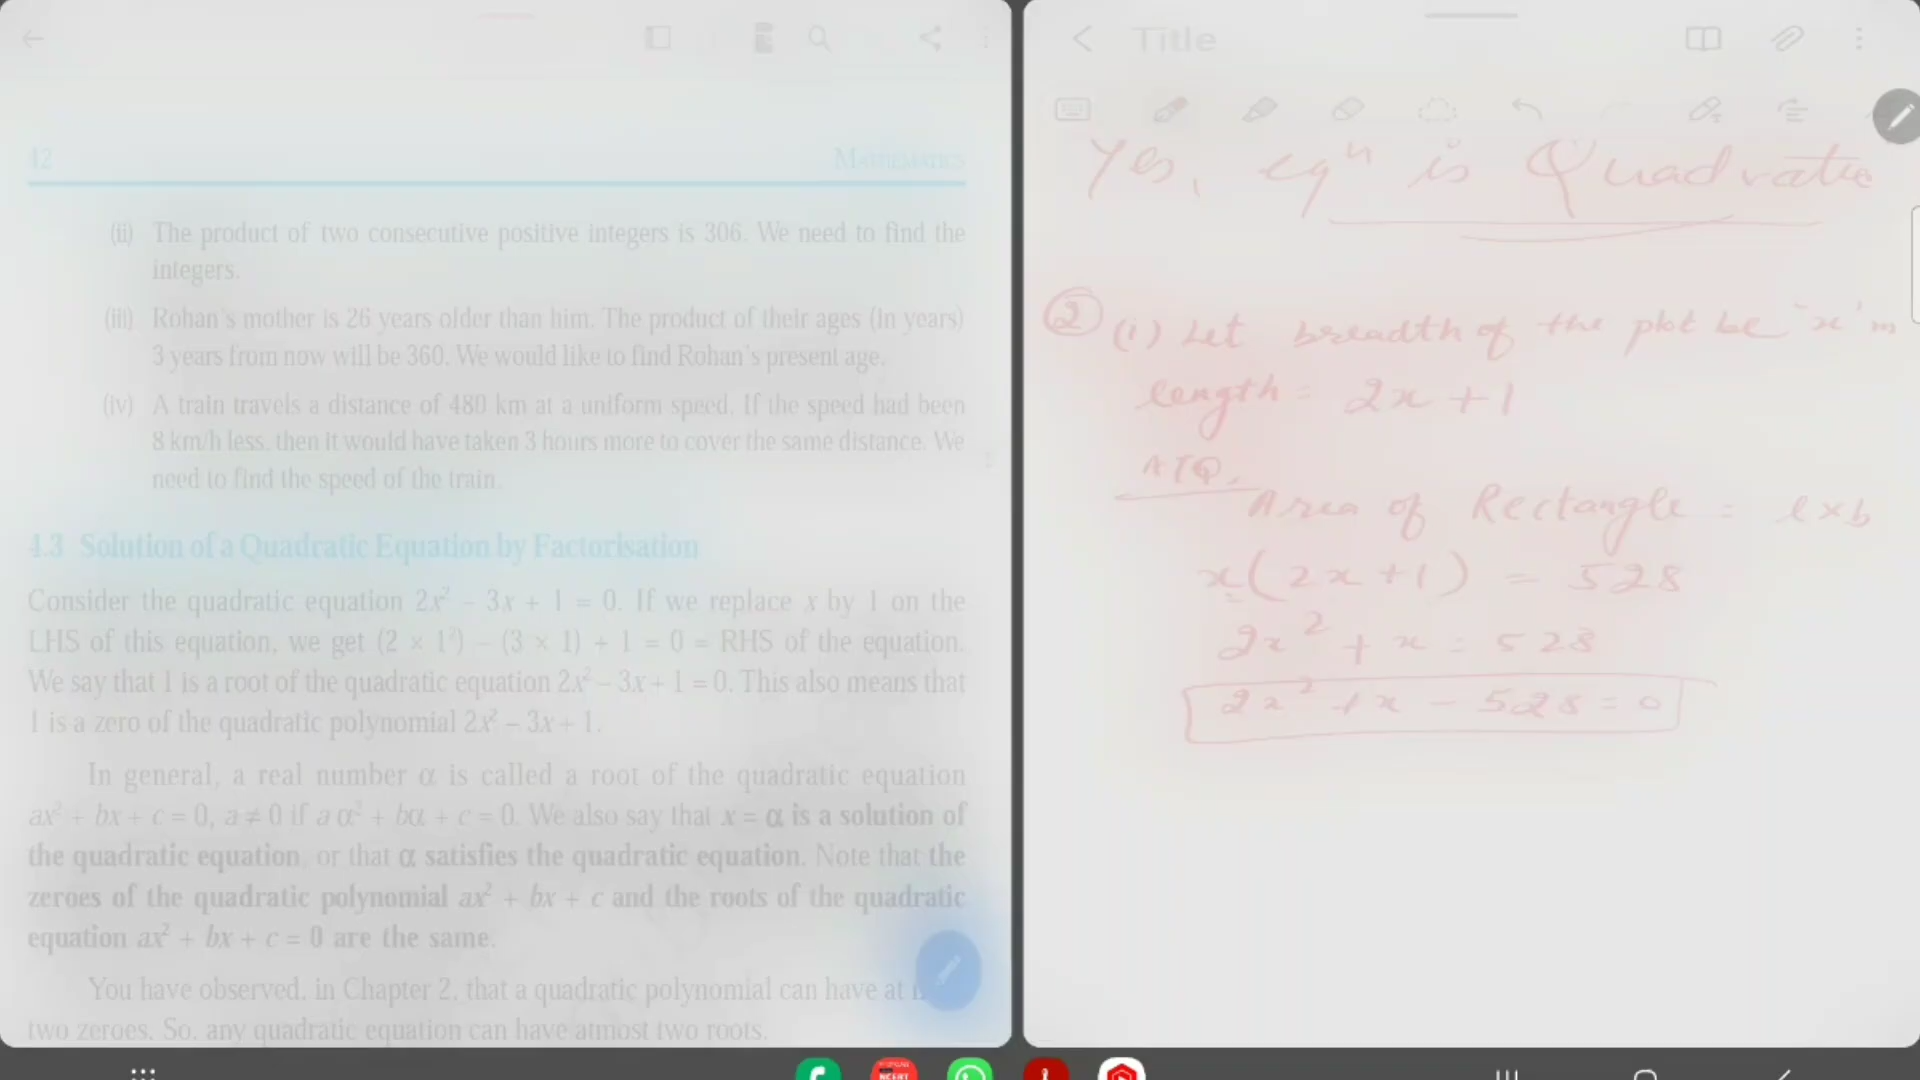 Title
42 MATHEMATICS
(ii) The product of two consecutive positive integers is 306. We need to find the
integers.
(iii) Rohan's mother is 26 years older than him. The product of their ages (in years)
3 years from now will be 360. We would like to find Rohan's present age.
(iv) A train travels a distance of 480 km at a uniform speed. If the speed had been
8 km/h less, then it would have taken 3 hours more to cover the same distance. We
need to find the speed of the train.
4.3 Solution of a Quadratic Equation by Factorisation
Consider the quadratic equation 2x² – 3x + 1 = 0. If we replace x by 1 on the
LHS of this equation, we get (2 × 1²) – (3 × 1) + 1 = 0 = RHS of the equation.
We say that 1 is a root of the quadratic equation 2x² – 3x + 1 = 0. This also means that
1 is a zero of the quadratic polynomial 2x² – 3x + 1.
In general, a real number α is called a root of the quadratic equation
ax² + bx + c = 0, a ≠ 0 if a α² + bα + c = 0. We also say that x = α is a solution of
the quadratic equation, or that α satisfies the quadratic equation. Note that the
zeroes of the quadratic polynomial ax² + bx + c and the roots of the quadratic
equation ax² + bx + c = 0 are the same.
You have observed, in Chapter 2, that a quadratic polynomial can have at
two zeroes. So, any quadratic equation can have atmost two roots.
Yes, eqⁿ is Quadratic
② (i) Let breadth of the plot be 'x' m
length = 2x + 1
ATQ,
Area of Rectangle = l × b
x(2x + 1) = 528
2x² + x = 528
2x² + x - 528 = 0
NCERT